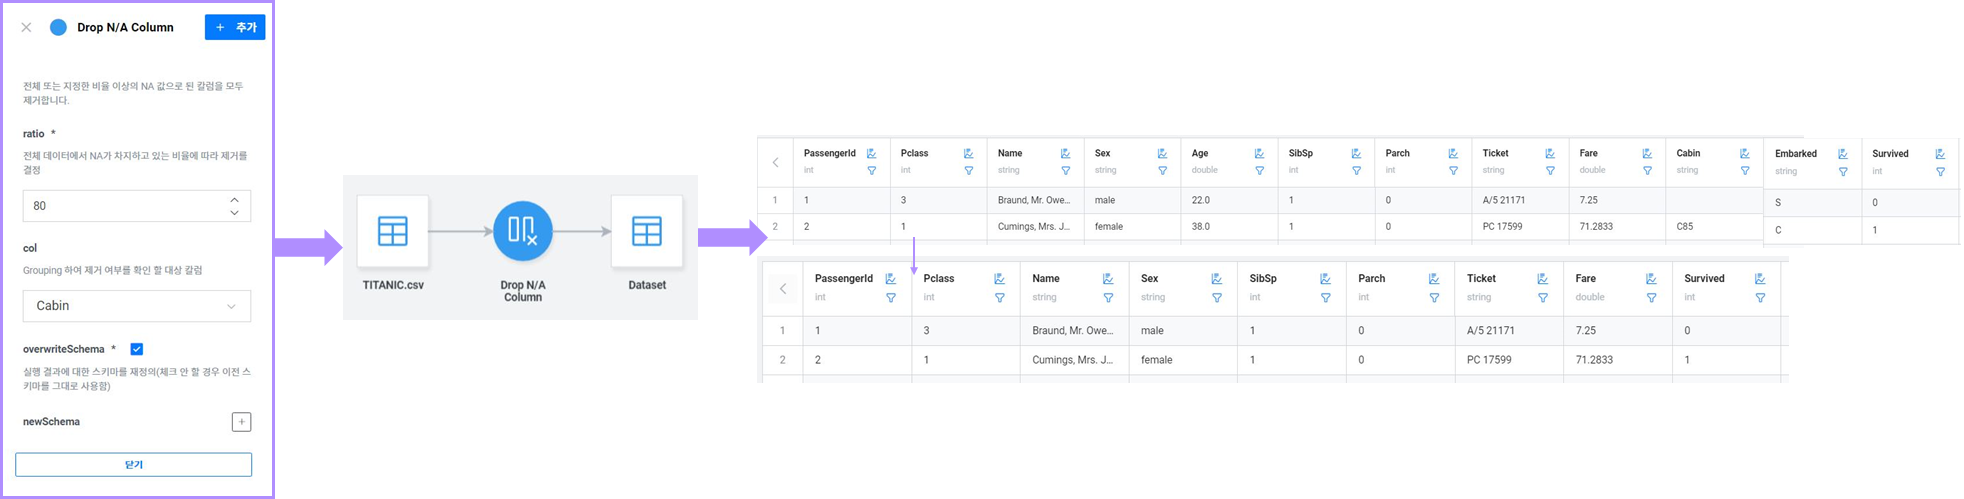 Drop N/A Column
+ 추가
전체 또는 지정한 비율 이상의 NA 값으로 된 칼럼을 모두
제거합니다.
ratio *
전체 데이터에서 NA가 차지하고 있는 비율에 따라 제거를
결정
80
col
Grouping 하여 제거 여부를 확인 할 대상 칼럼
Cabin
overwriteSchema *
실행 결과에 대한 스키마를 재정의(체크 안 할 경우 이전 스
키마를 그대로 사용함)
newSchema
닫기
TITANIC.csv
Drop N/A
Column
Dataset
PassengerId Pclass Name Sex Age SibSp Parch Ticket Fare Cabin Embarked Survived
int int string string double int int string double string string int
1 1 3 Braund, Mr. Owe... male 22.0 1 0 A/5 21171 7.25 S 0
2 2 1 Cumings, Mrs. J... female 38.0 1 0 PC 17599 71.2833 C85 C 1
PassengerId Pclass Name Sex SibSp Parch Ticket Fare Survived
int int string string int int string double int
1 1 3 Braund, Mr. Owe... male 1 0 A/5 21171 7.25 0
2 2 1 Cumings, Mrs. J... female 1 0 PC 17599 71.2833 1